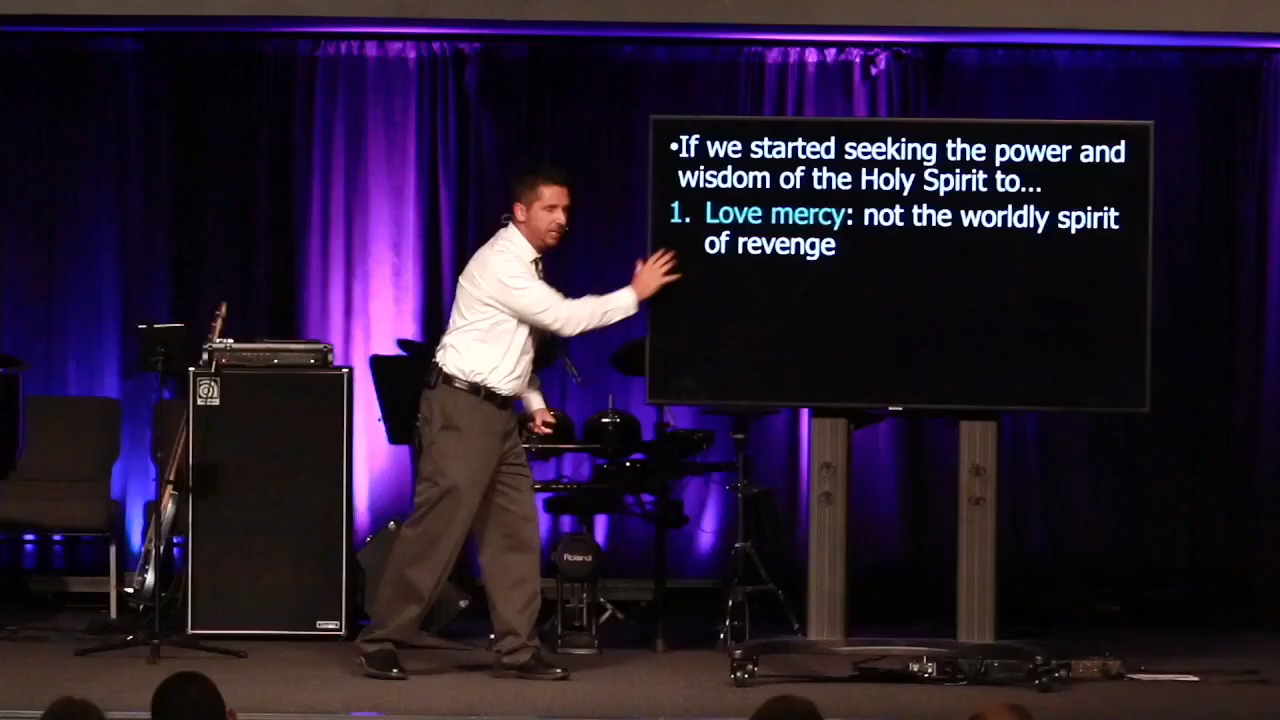 •If we started seeking the power and
wisdom of the Holy Spirit to...
1. Love mercy: not the worldly spirit
of revenge
Roland